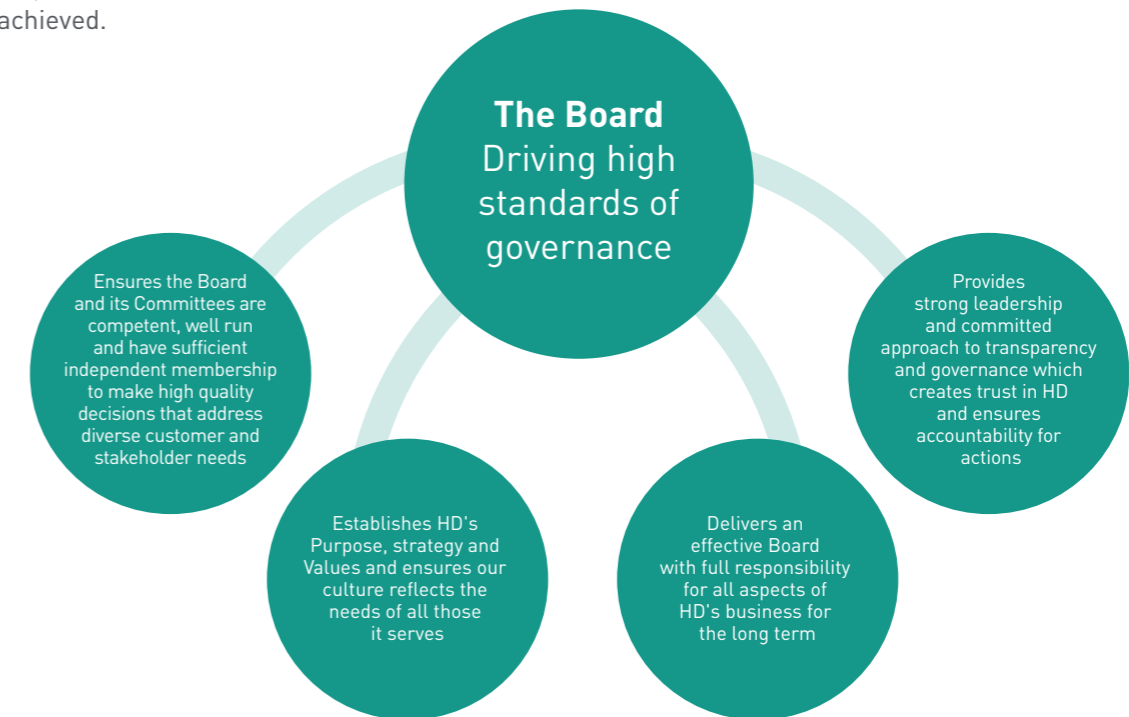 achieved.
The Board
Driving high
standards of
governance
Ensures the Board
and its Committees are
competent, well run
and have sufficient
independent membership
to make high quality
decisions that address
diverse customer and
stakeholder needs
Establishes HD's
Purpose, strategy and
Values and ensures our
culture reflects the
needs of all those
it serves
Delivers an
effective Board
with full responsibility
for all aspects of
HD's business for
the long term
Provides
strong leadership
and committed
approach to transparency
and governance which
creates trust in HD
and ensures
accountability for
actions